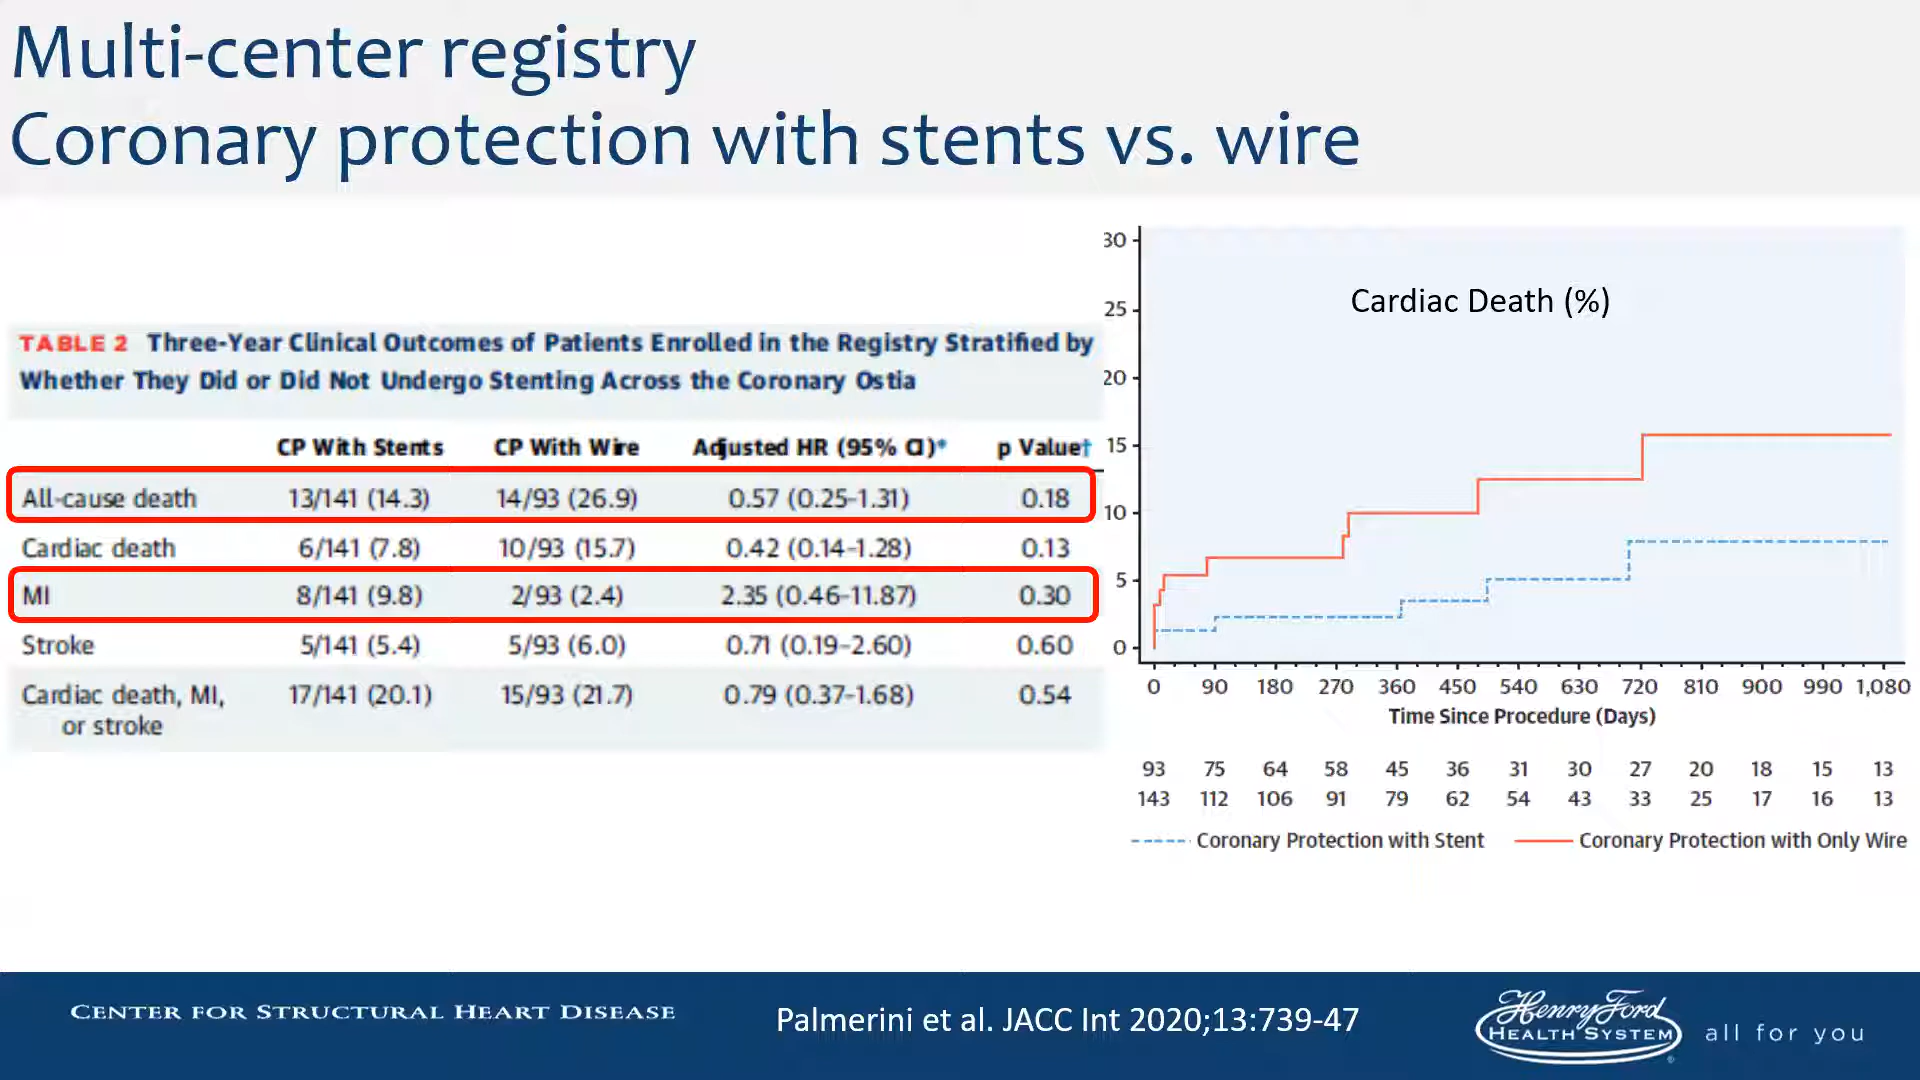 Multi-center registry
Coronary protection with stents vs. wire
TABLE 2 Three-Year Clinical Outcomes of Patients Enrolled in the Registry Stratified by
Whether They Did or Did Not Undergo Stenting Across the Coronary Ostia
CP With Stents CP With Wire Adjusted HR (95% CI)* p Value†
All-cause death 13/141 (14.3) 14/93 (26.9) 0.57 (0.25–1.31) 0.18
Cardiac death 6/141 (7.8) 10/93 (15.7) 0.42 (0.14–1.28) 0.13
MI 8/141 (9.8) 2/93 (2.4) 2.35 (0.46–11.87) 0.30
Stroke 5/141 (5.4) 5/93 (6.0) 0.71 (0.19–2.60) 0.60
Cardiac death, MI, 17/141 (20.1) 15/93 (21.7) 0.79 (0.37–1.68) 0.54
or stroke
Cardiac Death (%)
30
25
20
15
10
5
0
0 90 180 270 360 450 540 630 720 810 900 990 1,080
Time Since Procedure (Days)
93 75 64 58 45 36 31 30 27 20 18 15 13
143 112 106 91 79 62 54 43 33 25 17 16 13
Coronary Protection with Stent Coronary Protection with Only Wire
CENTER FOR STRUCTURAL HEART DISEASE
Palmerini et al. JACC Int 2020;13:739-47
Henry Ford
HEALTH SYSTEM
all for you